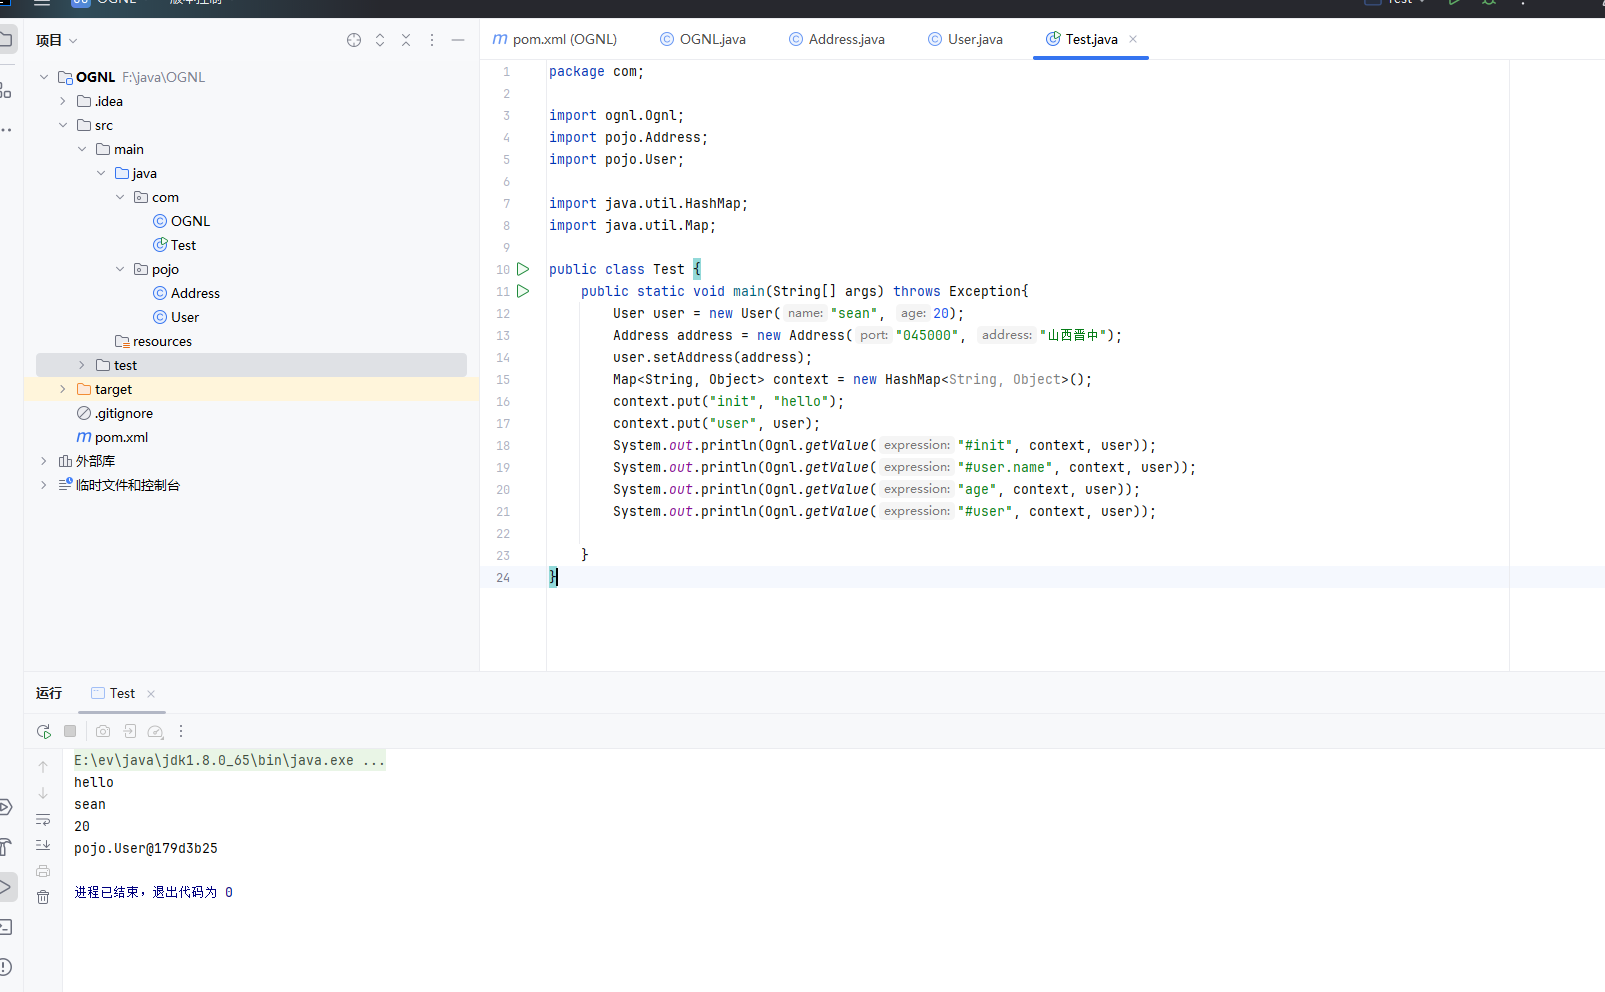 OGNL
版本控制
Test
项目
pom.xml (OGNL)
OGNL.java
Address.java
User.java
Test.java
OGNL F:\java\OGNL
.idea
src
main
java
com
OGNL
Test
pojo
Address
User
resources
test
target
.gitignore
pom.xml
外部库
临时文件和控制台
1 package com;
2
3 import ognl.Ognl;
4 import pojo.Address;
5 import pojo.User;
6
7 import java.util.HashMap;
8 import java.util.Map;
9
10 public class Test {
11 public static void main(String[] args) throws Exception{
12 User user = new User( name: "sean", age: 20);
13 Address address = new Address( port: "045000", address: "山西晋中");
14 user.setAddress(address);
15 Map<String, Object> context = new HashMap<String, Object>();
16 context.put("init", "hello");
17 context.put("user", user);
18 System.out.println(Ognl.getValue( expression: "#init", context, user));
19 System.out.println(Ognl.getValue( expression: "#user.name", context, user));
20 System.out.println(Ognl.getValue( expression: "age", context, user));
21 System.out.println(Ognl.getValue( expression: "#user", context, user));
22
23 }
24 }
运行 Test
E:\ev\java\jdk1.8.0_65\bin\java.exe ...
hello
sean
20
pojo.User@179d3b25
进程已结束，退出代码为 0